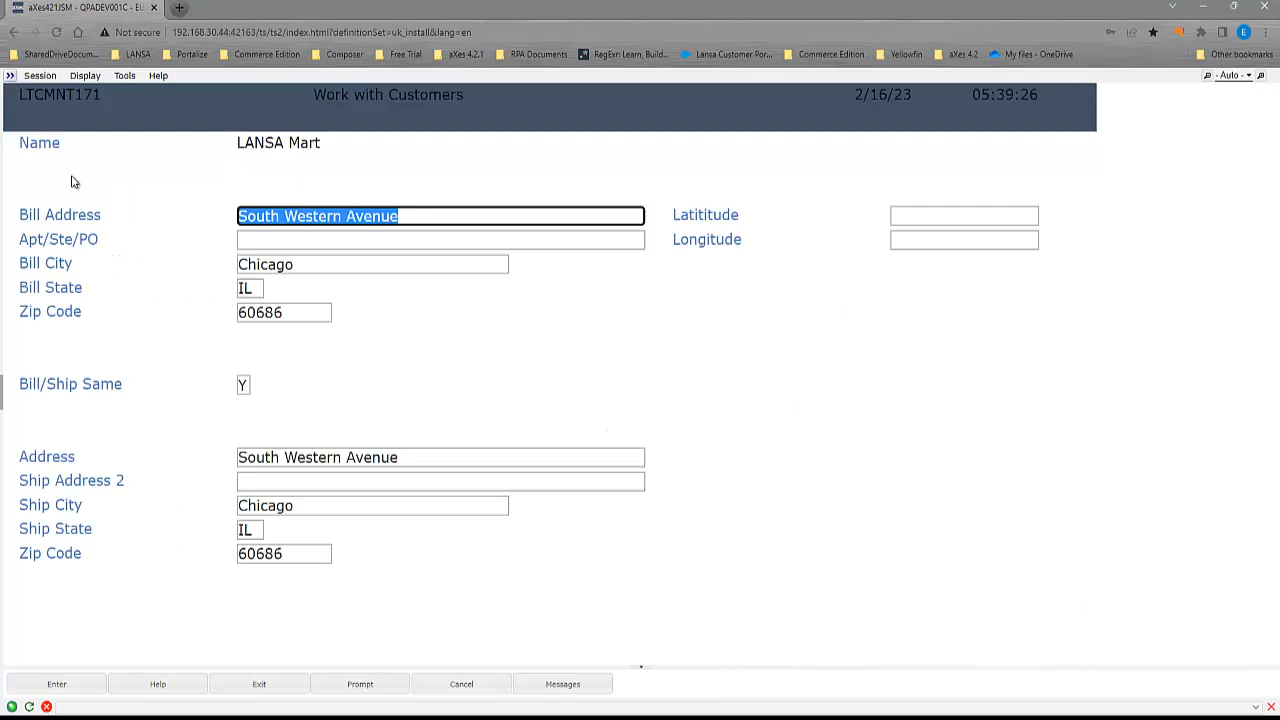 aXes421JSM - QPADEV001C - EU
Not secure 192.168.30.44:42163/ts/ts2/index.html?definitionSet=uk_install&lang=en
SharedDriveDocum... LANSA Portalize Commerce Edition Composer Free Trial aXes 4.2.1 RPA Documents RegExr: Learn, Build... Lansa Customer Por... Commerce Edition Yellowfin aXes 4.2 My files - OneDrive Other bookmarks
Session Display Tools Help - Auto -
LTCMNT171 Work with Customers 2/16/23 05:39:26
Name LANSA Mart
Bill Address South Western Avenue Latititude
Apt/Ste/PO Longitude
Bill City Chicago
Bill State IL
Zip Code 60686
Bill/Ship Same Y
Address South Western Avenue
Ship Address 2
Ship City Chicago
Ship State IL
Zip Code 60686
Enter Help Exit Prompt Cancel Messages